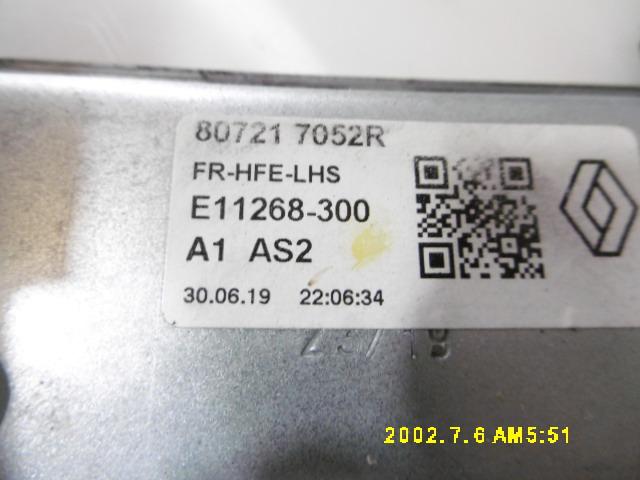 80721 7052R
FR-HFE-LHS
E11268-300
A1 AS2
30.06.19 22:06:34
2002.7.6 AM5:51